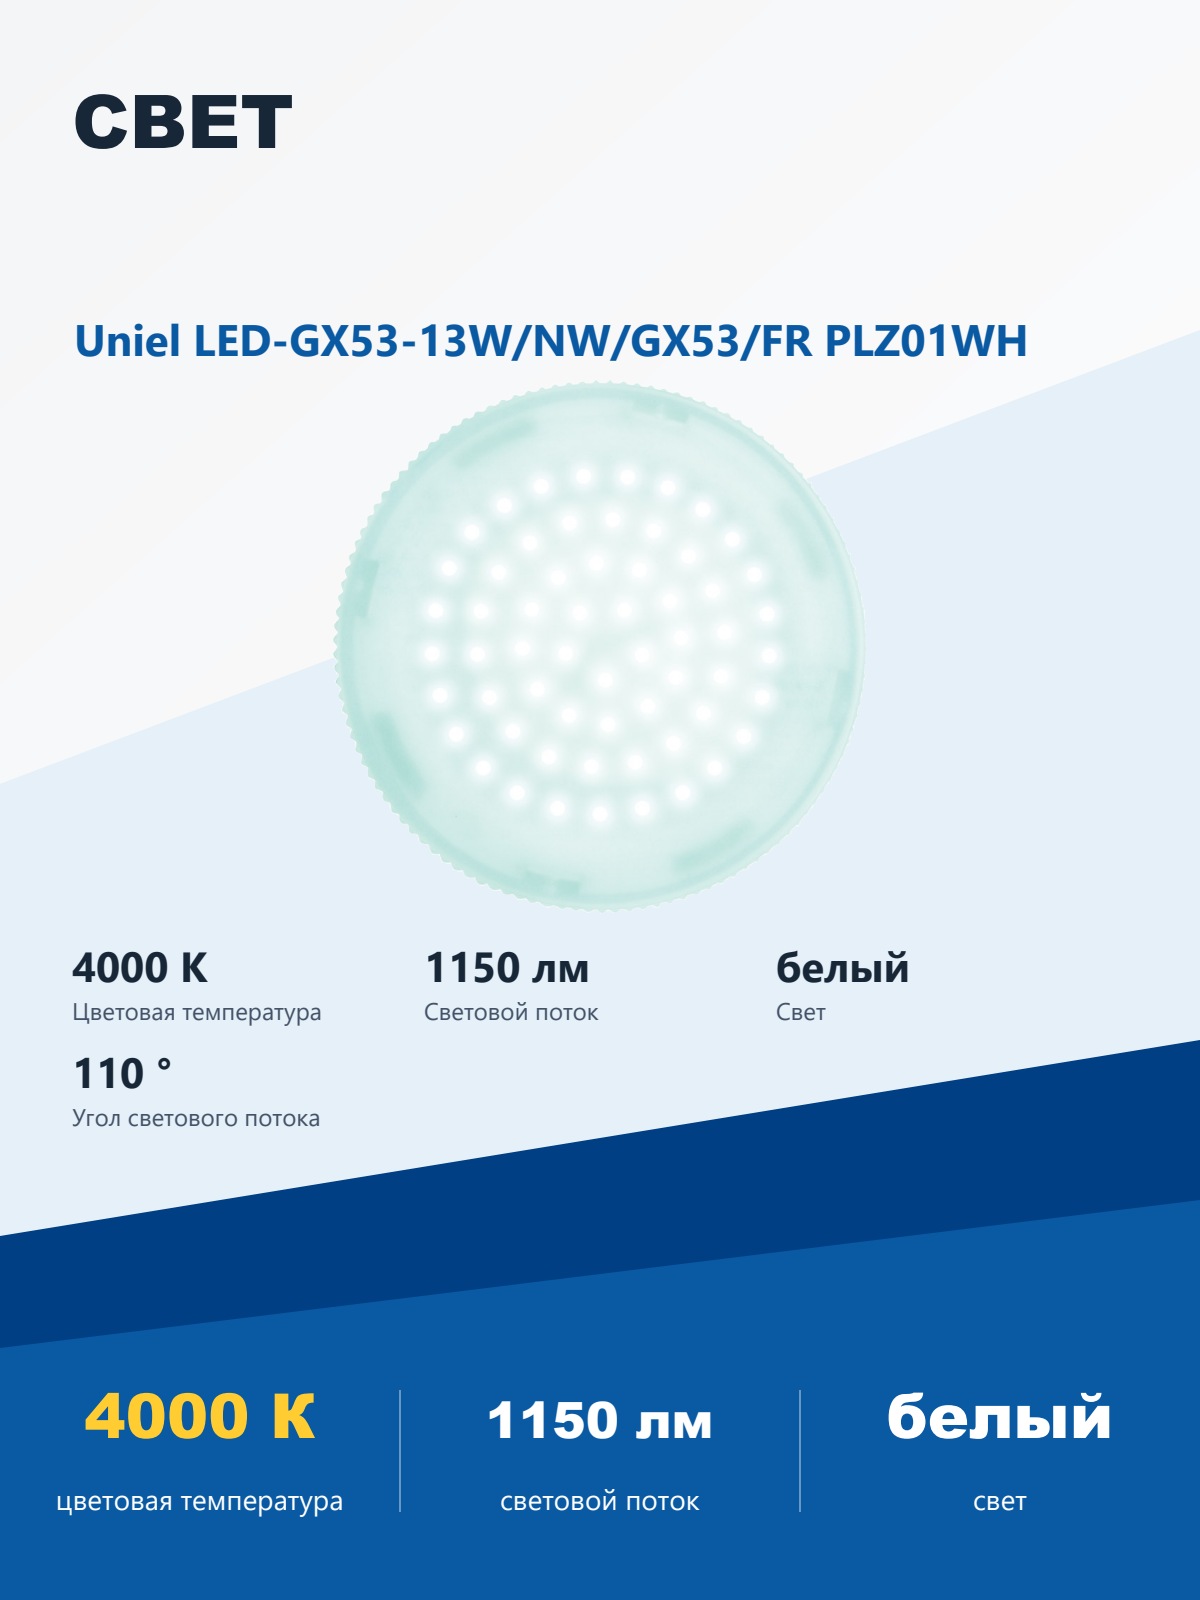 СВЕТ
Uniel LED-GX53-13W/NW/GX53/FR PLZ01WH
4000 К
1150 лм
белый
Цветовая температура
Световой поток
Свет
110 °
Угол светового потока
4000 К
1150 лм
белый
цветовая температура
световой поток
свет